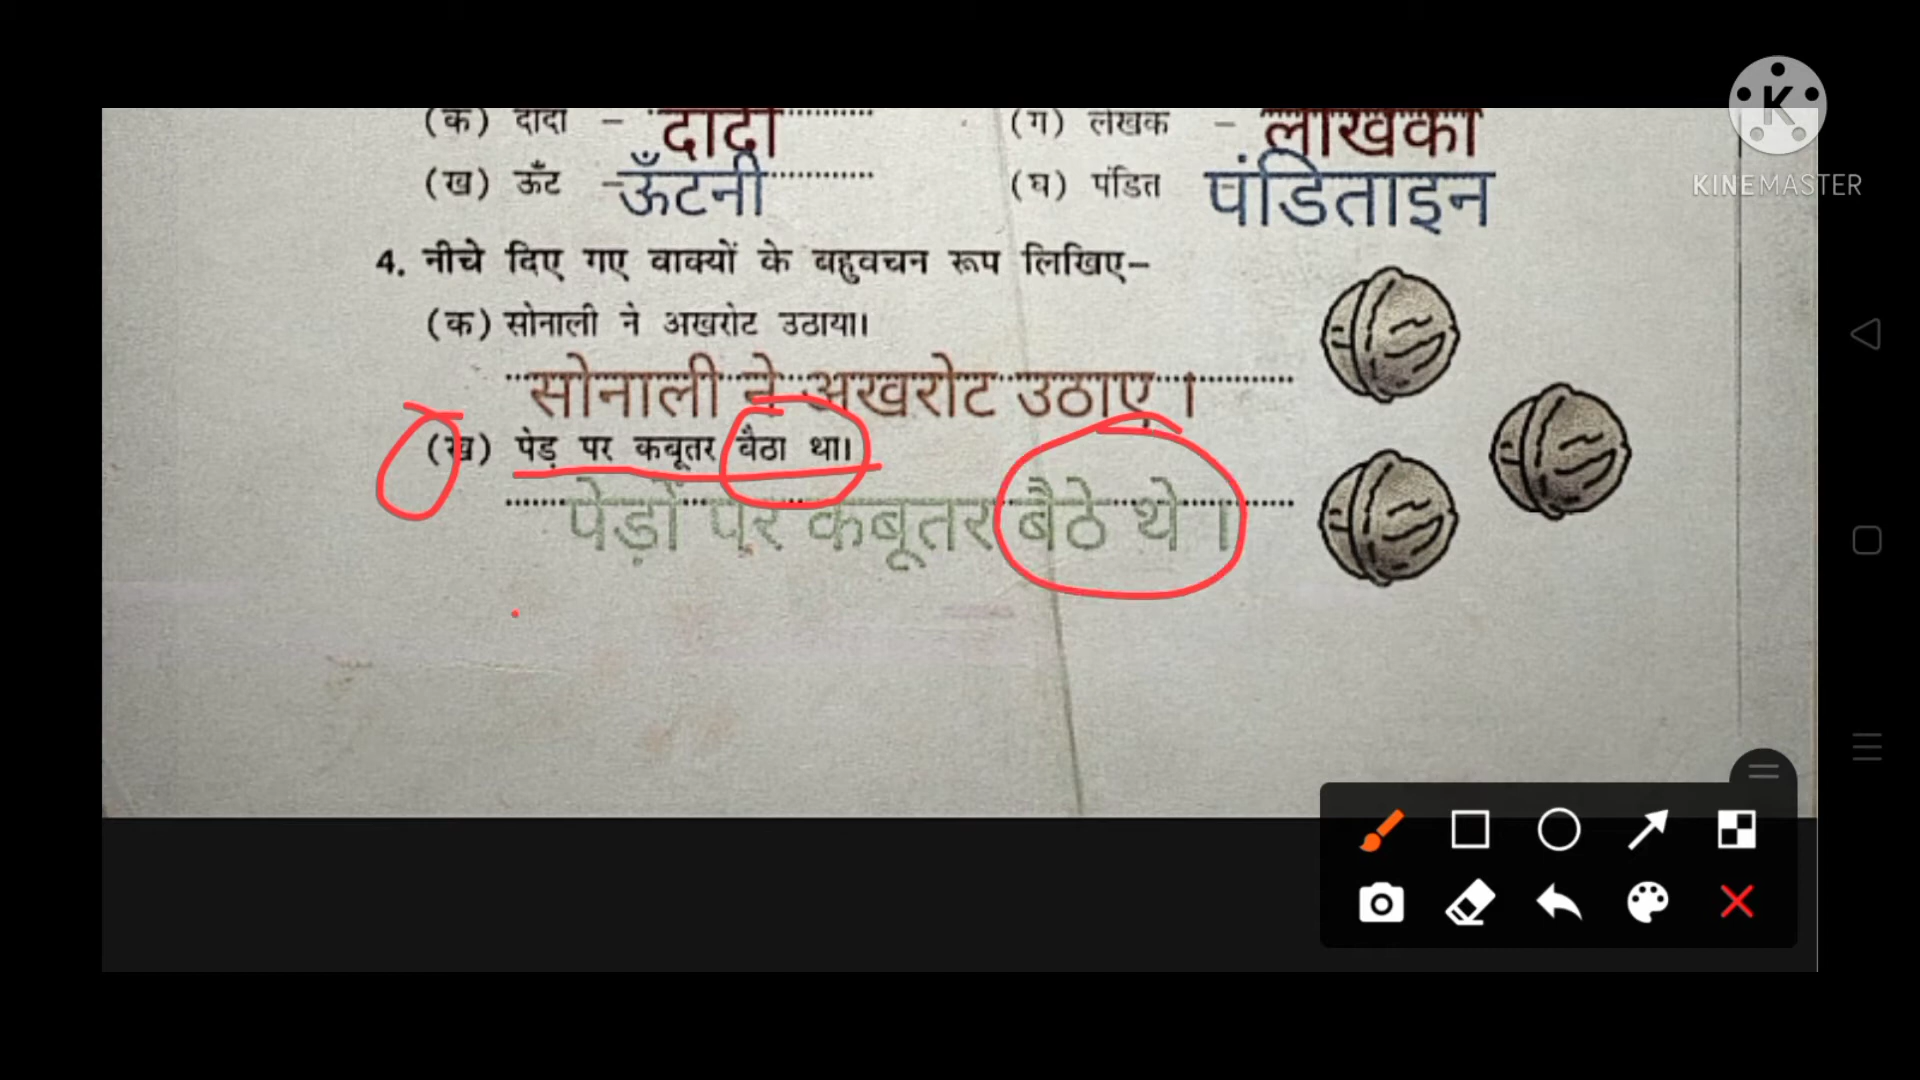 (क) दादा – दादी (ग) लेखक – लेखिका
(ख) ऊँट – ऊँटनी (घ) पंडित – पंडिताइन
4. नीचे दिए गए वाक्यों के बहुवचन रूप लिखिए–
(क) सोनाली ने अखरोट उठाया।
सोनाली ने अखरोट उठाए ।
(ख) पेड़ पर कबूतर बैठा था।
पेड़ों पर कबूतर बैठे थे ।
K
KINEMASTER